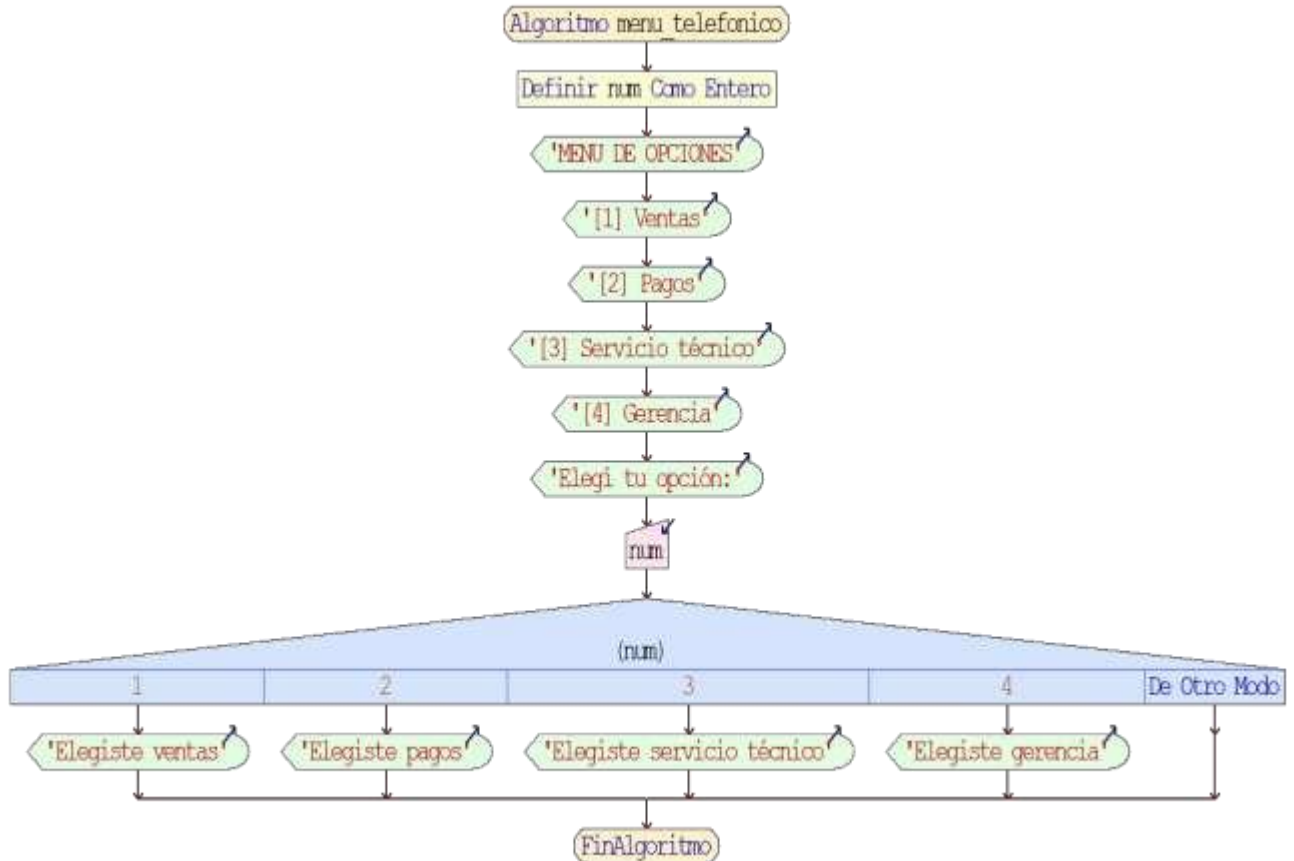 Algoritmo menu_telefonico
Definir num Como Entero
'MENU DE OPCIONES'
'[1] Ventas'
'[2] Pagos'
'[3] Servicio técnico'
'[4] Gerencia'
'Elegi tu opción:'
num
(num)
1 2 3 4 De Otro Modo
'Elegiste ventas' 'Elegiste pagos' 'Elegiste servicio técnico' 'Elegiste gerencia'
FinAlgoritmo